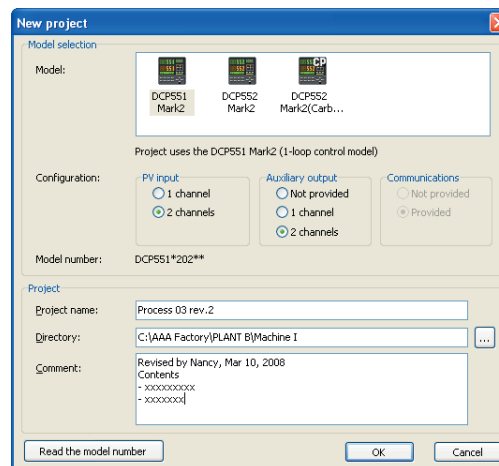 New project
Model selection
Model:
DCP551 Mark2
DCP552 Mark2
CP
DCP552 Mark2(Carb...
Project uses the DCP551 Mark2 (1-loop control model)
Configuration:
PV input
1 channel
2 channels
Auxiliary output
Not provided
1 channel
2 channels
Communications
Not provided
Provided
Model number: DCP551*202**
Project
Project name: Process 03 rev.2
Directory: C:\AAA Factory\PLANT B\Machine I ...
Comment: Revised by Nancy, Mar 10, 2008
Contents
- xxxxxxxxx
- xxxxxxx
Read the model number OK Cancel